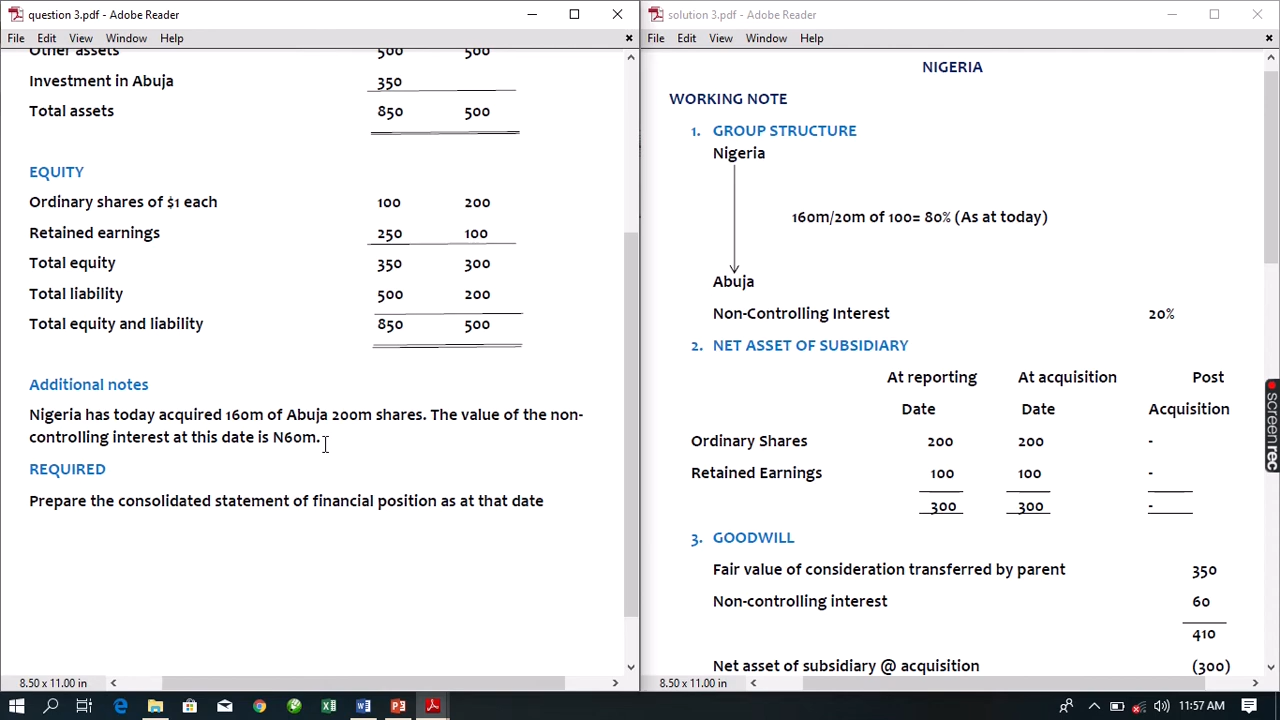 question 3.pdf - Adobe Reader
File Edit View Window Help
Other assets 500 500
Investment in Abuja 350
Total assets 850 500
EQUITY
Ordinary shares of $1 each 100 200
Retained earnings 250 100
Total equity 350 300
Total liability 500 200
Total equity and liability 850 500
Additional notes
Nigeria has today acquired 160m of Abuja 200m shares. The value of the non-
controlling interest at this date is N60m.
REQUIRED
Prepare the consolidated statement of financial position as at that date
8.50 x 11.00 in
solution 3.pdf - Adobe Reader
File Edit View Window Help
NIGERIA
WORKING NOTE
1. GROUP STRUCTURE
Nigeria
160m/20m of 100= 80% (As at today)
Abuja
Non-Controlling Interest 20%
2. NET ASSET OF SUBSIDIARY
At reporting At acquisition Post
Date Date Acquisition
Ordinary Shares 200 200 -
Retained Earnings 100 100 -
300 300 -
3. GOODWILL
Fair value of consideration transferred by parent 350
Non-controlling interest 60
410
Net asset of subsidiary @ acquisition (300)
8.50 x 11.00 in
screenrec
11:57 AM